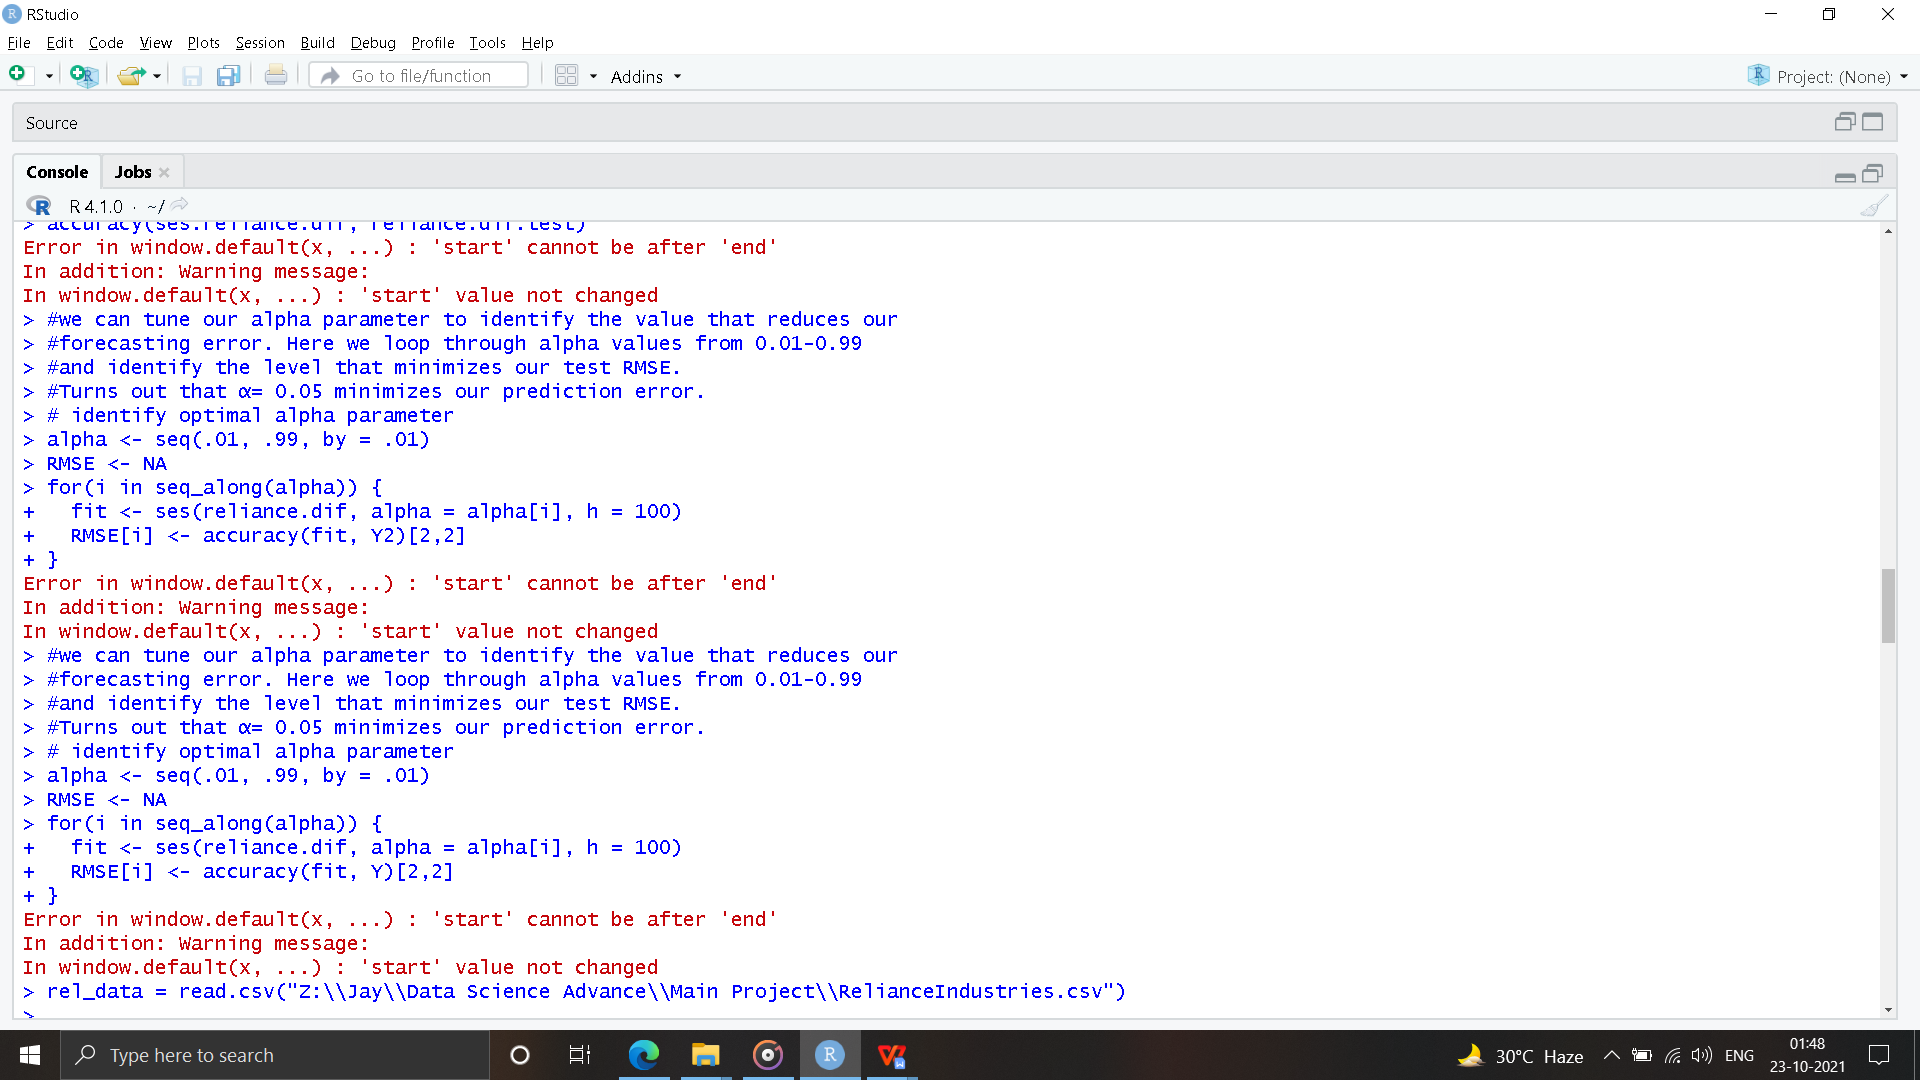 RStudio
File Edit Code View Plots Session Build Debug Profile Tools Help
Go to file/function Addins Project: (None)
Source
Console Jobs
R 4.1.0 · ~/
> accuracy(ses.reliance.dif, reliance.dif.test)
Error in window.default(x, ...) : 'start' cannot be after 'end'
In addition: Warning message:
In window.default(x, ...) : 'start' value not changed
> #we can tune our alpha parameter to identify the value that reduces our
> #forecasting error. Here we loop through alpha values from 0.01-0.99
> #and identify the level that minimizes our test RMSE.
> #Turns out that α= 0.05 minimizes our prediction error.
> # identify optimal alpha parameter
> alpha <- seq(.01, .99, by = .01)
> RMSE <- NA
> for(i in seq_along(alpha)) {
+   fit <- ses(reliance.dif, alpha = alpha[i], h = 100)
+   RMSE[i] <- accuracy(fit, Y2)[2,2]
+ }
Error in window.default(x, ...) : 'start' cannot be after 'end'
In addition: Warning message:
In window.default(x, ...) : 'start' value not changed
> #we can tune our alpha parameter to identify the value that reduces our
> #forecasting error. Here we loop through alpha values from 0.01-0.99
> #and identify the level that minimizes our test RMSE.
> #Turns out that α= 0.05 minimizes our prediction error.
> # identify optimal alpha parameter
> alpha <- seq(.01, .99, by = .01)
> RMSE <- NA
> for(i in seq_along(alpha)) {
+   fit <- ses(reliance.dif, alpha = alpha[i], h = 100)
+   RMSE[i] <- accuracy(fit, Y)[2,2]
+ }
Error in window.default(x, ...) : 'start' cannot be after 'end'
In addition: Warning message:
In window.default(x, ...) : 'start' value not changed
> rel_data = read.csv("Z:\\Jay\\Data Science Advance\\Main Project\\RelianceIndustries.csv")
>
Type here to search 30°C Haze ENG 01:48
23-10-2021